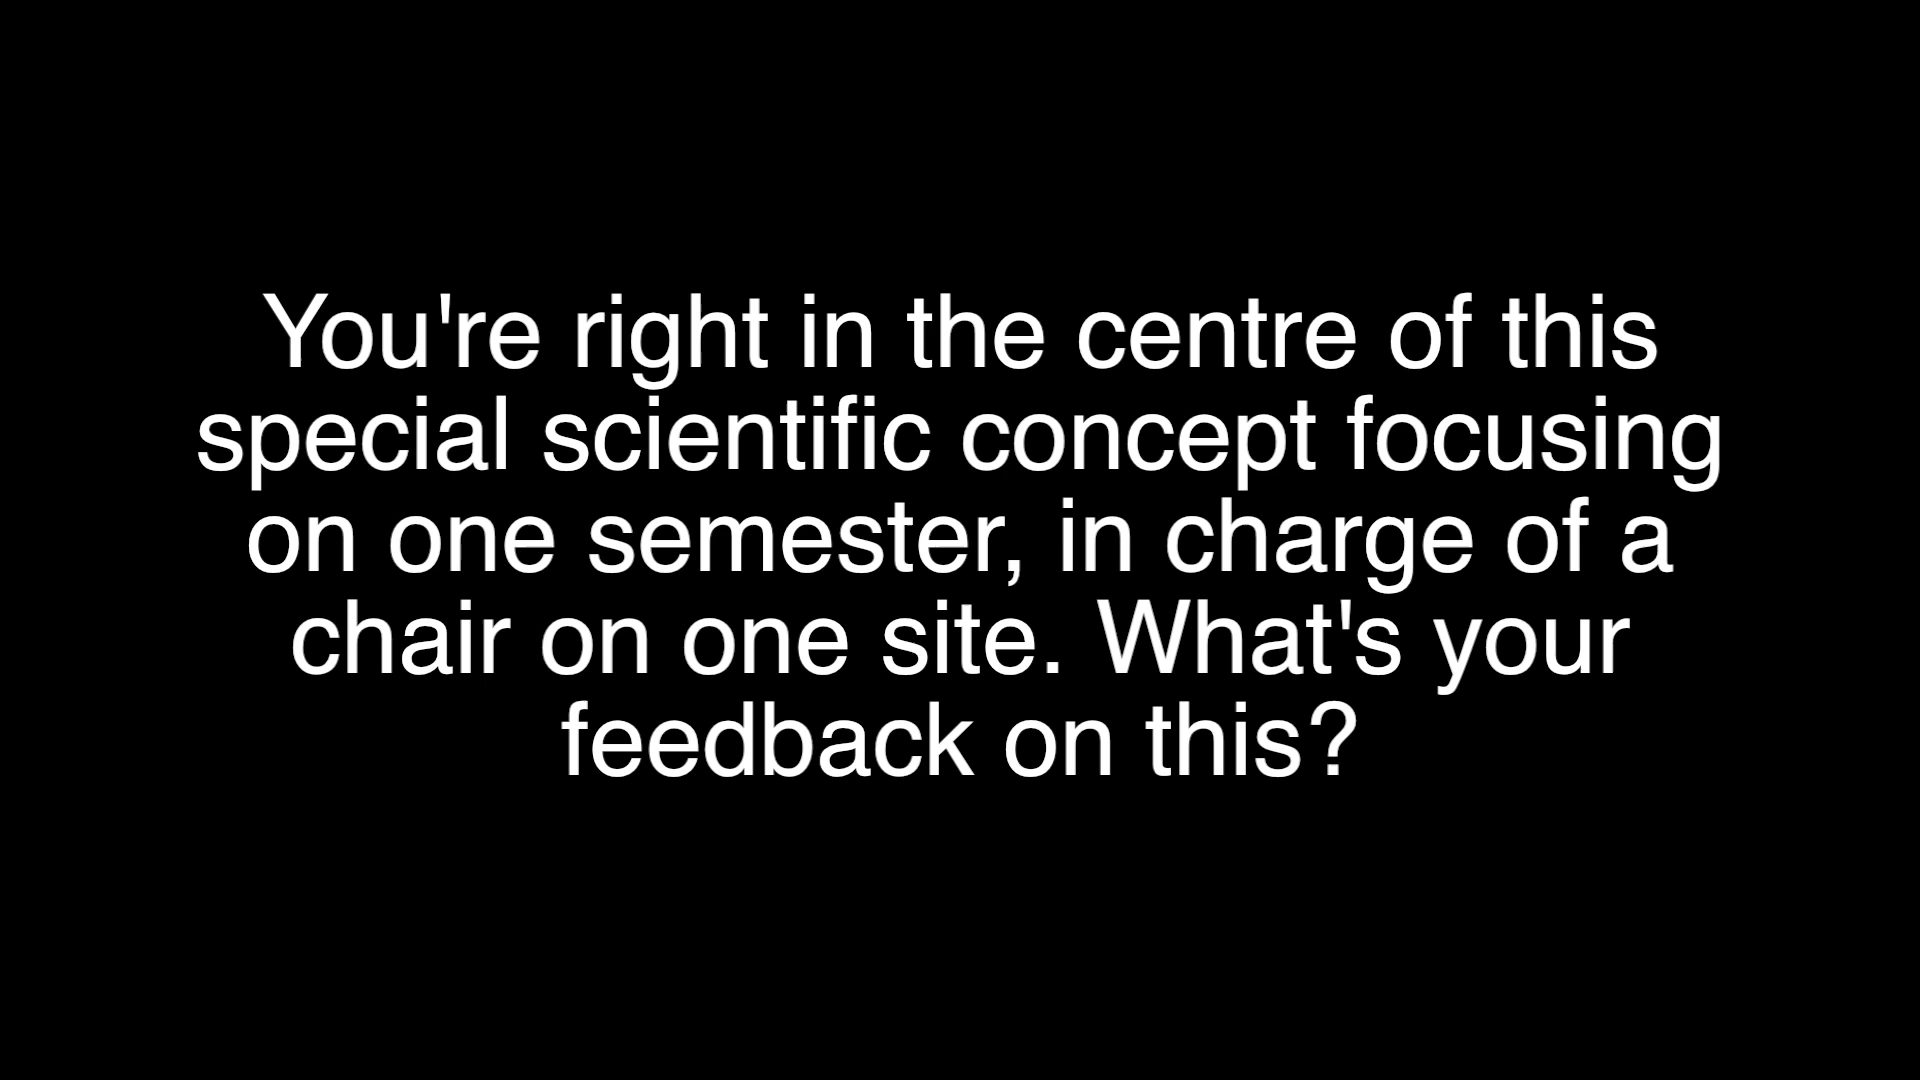 You're right in the centre of this
special scientific concept focusing
on one semester, in charge of a
chair on one site. What's your
feedback on this?